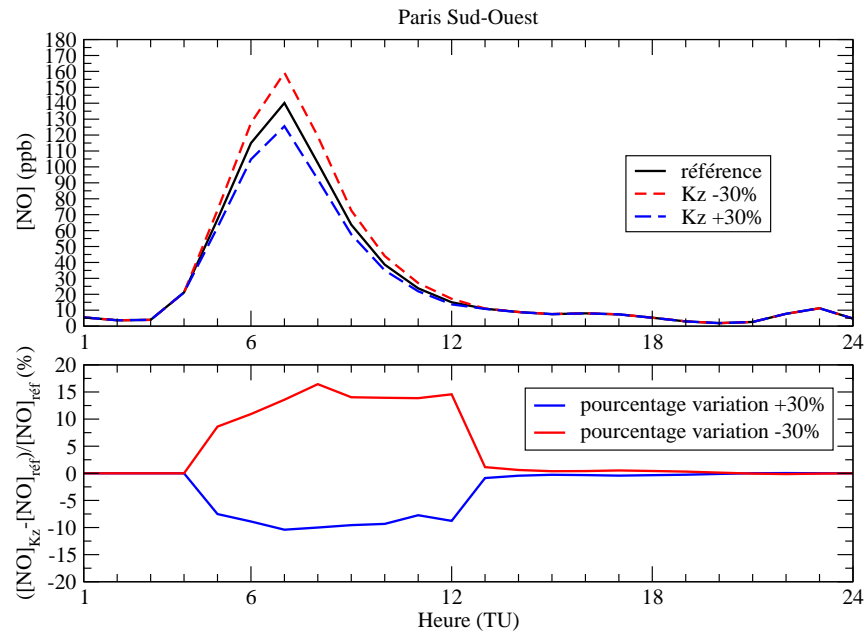 Paris Sud-Ouest
180
170
160
150
140
130
120
110
100
90
80
70
60
50
40
30
20
10
0
[NO] (ppb)
référence
Kz -30%
Kz +30%
1 6 12 18 24
20
15
10
5
0
-5
-10
-15
-20
([NO]Kz-[NO]réf)/[NO]réf (%)
pourcentage variation +30%
pourcentage variation -30%
1 6 12 18 24
Heure (TU)